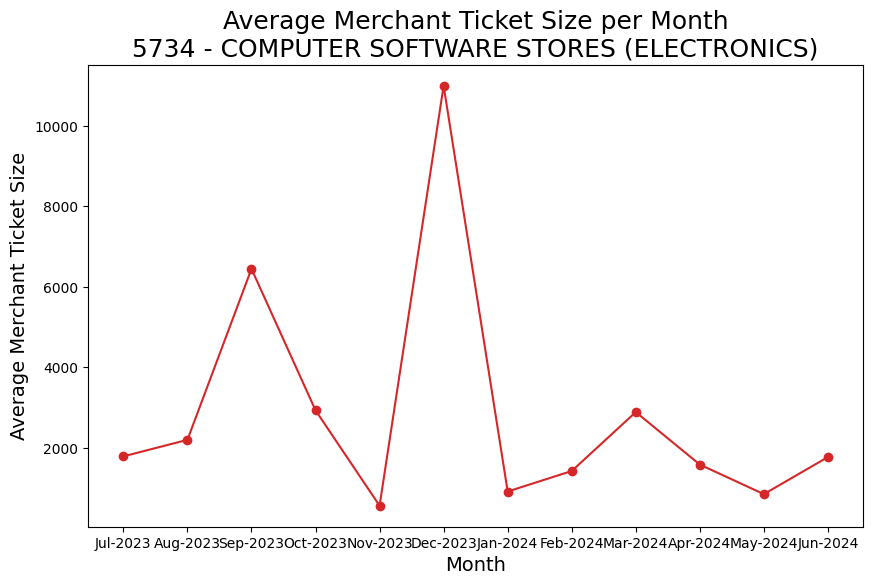 Average Merchant Ticket Size per Month
5734 - COMPUTER SOFTWARE STORES (ELECTRONICS)
Average Merchant Ticket Size
10000
8000
6000
4000
2000
Jul-2023 Aug-2023 Sep-2023 Oct-2023 Nov-2023 Dec-2023 Jan-2024 Feb-2024 Mar-2024 Apr-2024 May-2024 Jun-2024
Month